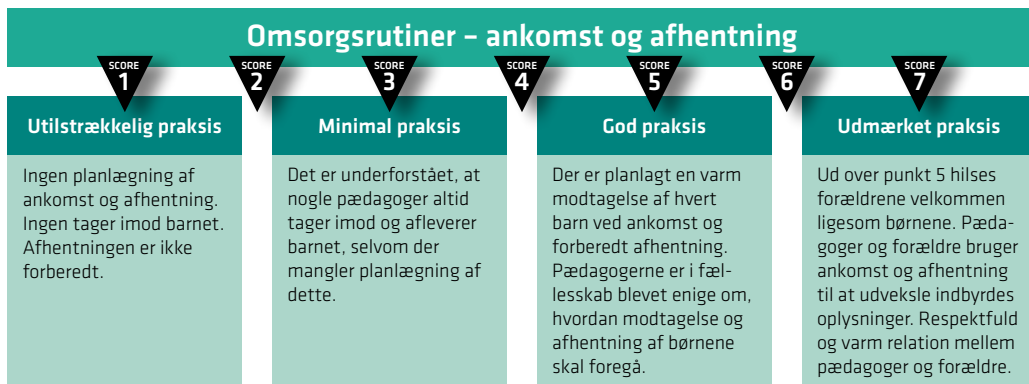 Omsorgsrutiner – ankomst og afhentning
SCORE
1
SCORE
2
SCORE
3
SCORE
4
SCORE
5
SCORE
6
SCORE
7
Utilstrækkelig praksis
Ingen planlægning af
ankomst og afhentning.
Ingen tager imod barnet.
Afhentningen er ikke
forberedt.
Minimal praksis
Det er underforstået, at
nogle pædagoger altid
tager imod og afleverer
barnet, selvom der
mangler planlægning af
dette.
God praksis
Der er planlagt en varm
modtagelse af hvert
barn ved ankomst og
forberedt afhentning.
Pædagogerne er i fæl-
lesskab blevet enige om,
hvordan modtagelse og
afhentning af børnene
skal foregå.
Udmærket praksis
Ud over punkt 5 hilses
forældrene velkommen
ligesom børnene. Pæda-
goger og forældre bruger
ankomst og afhentning
til at udveksle indbyrdes
oplysninger. Respektfuld
og varm relation mellem
pædagoger og forældre.